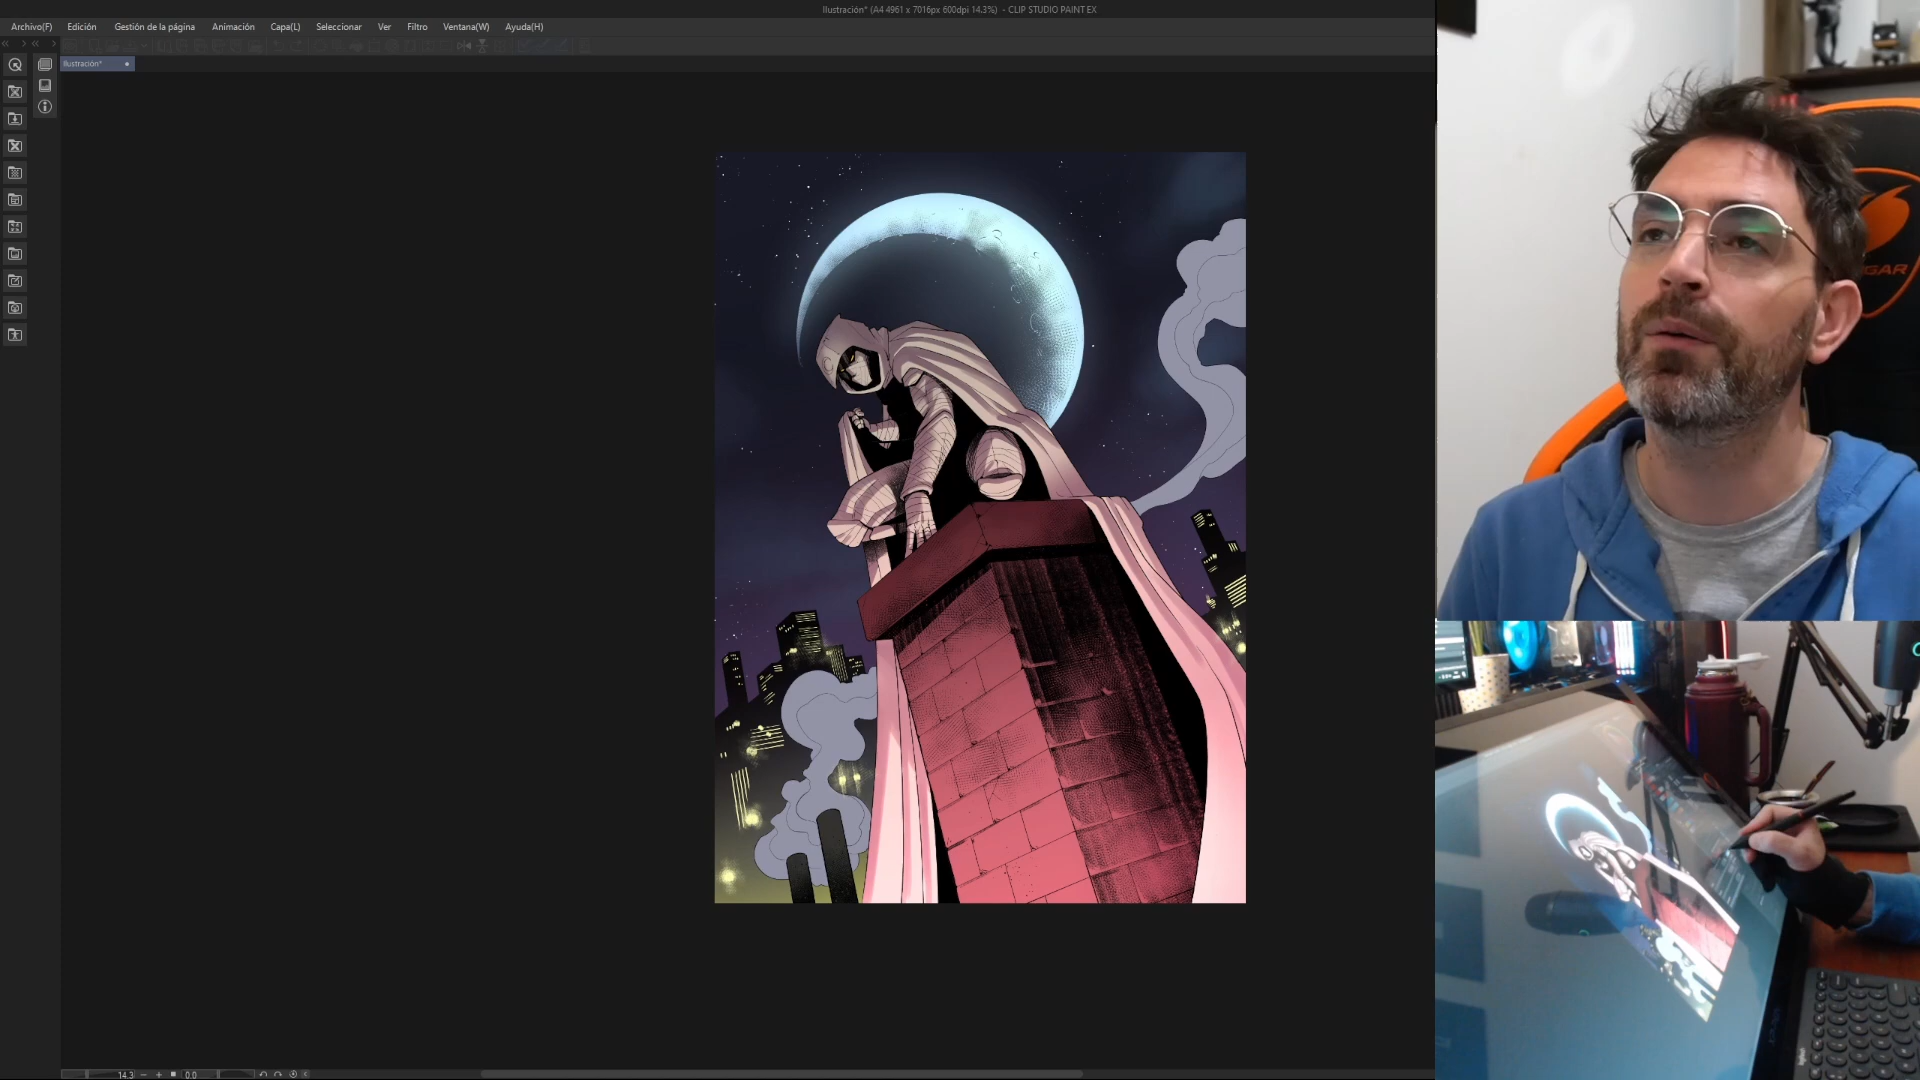 Ilustración* (A4 4961 x 7016px 600dpi 14.3%) - CLIP STUDIO PAINT EX
Archivo(F) Edición Gestión de la página Animación Capa(L) Seleccionar Ver Filtro Ventana(W) Ayuda(H)
Ilustración*
GAR
14.3
0.0